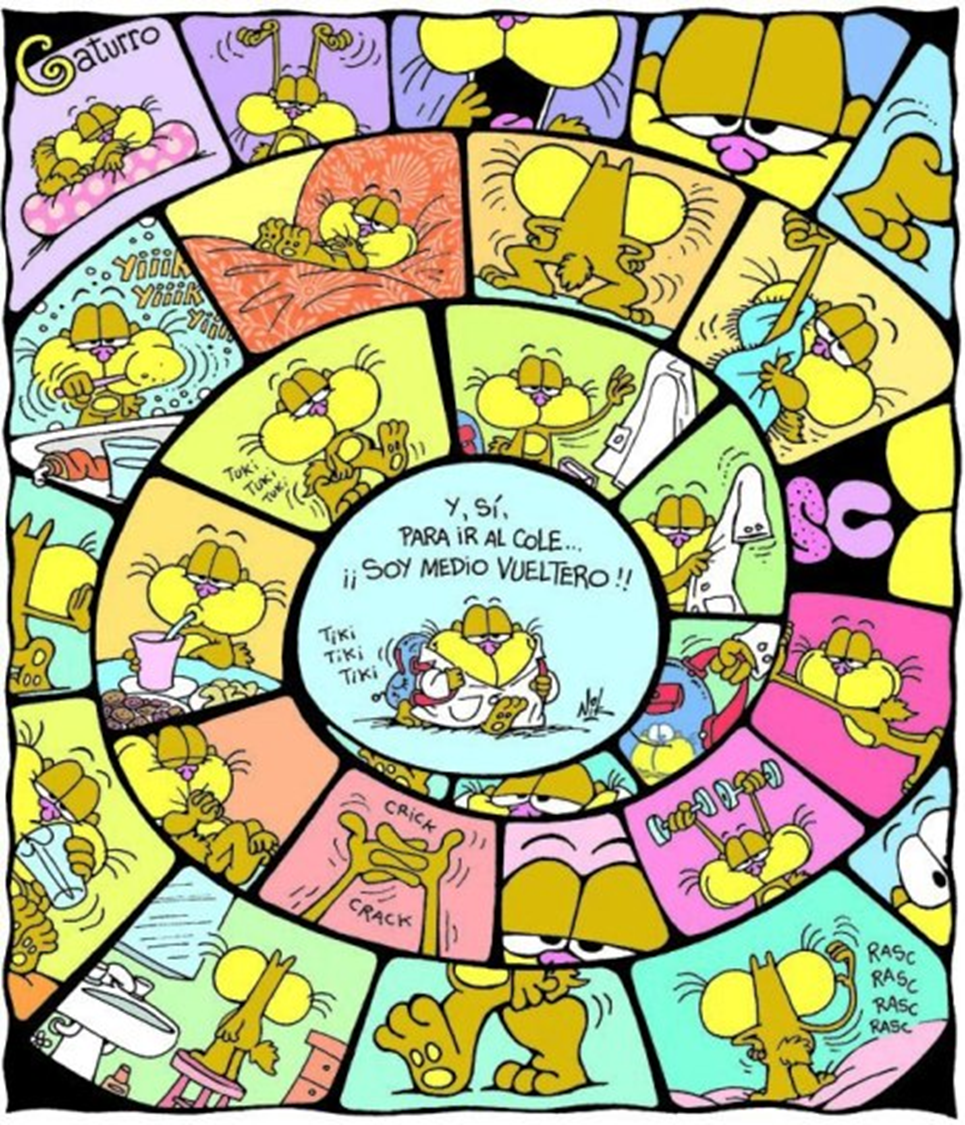 Gaturro
YiiiK
YiiiK
Yiii
TUKi
TUKi
TUKi
Y, SÍ,
PARA iR AL COLE...
¡¡SOY MEDiO VUELTERO!!
TiKi
TiKi
TiKi
NiK
CRiCK
CRACK
RASC
RASC
RASC
RASC